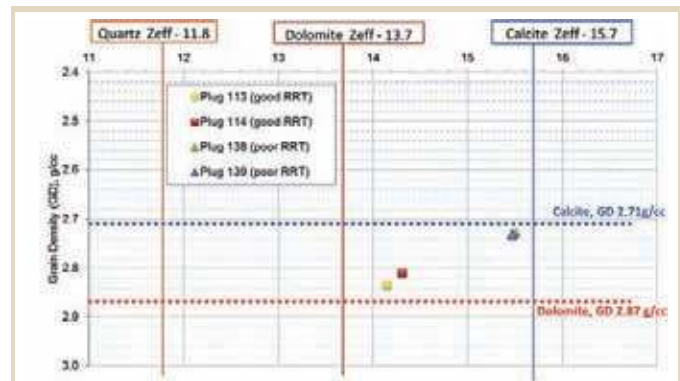 Quartz Zeff - 11.8 Dolomite Zeff - 13.7 Calcite Zeff - 15.7
11 12 13 14 15 16 17
2.4
Plug 113 (good RRT)
2.5
Plug 114 (good RRT)
Plug 138 (poor RRT)
2.6
Plug 139 (poor RRT)
Grain Density (GD), g/cc
2.7
Calcite, GD 2.71g/cc
2.8
Dolomite, GD 2.87 g/cc
2.9
3.0